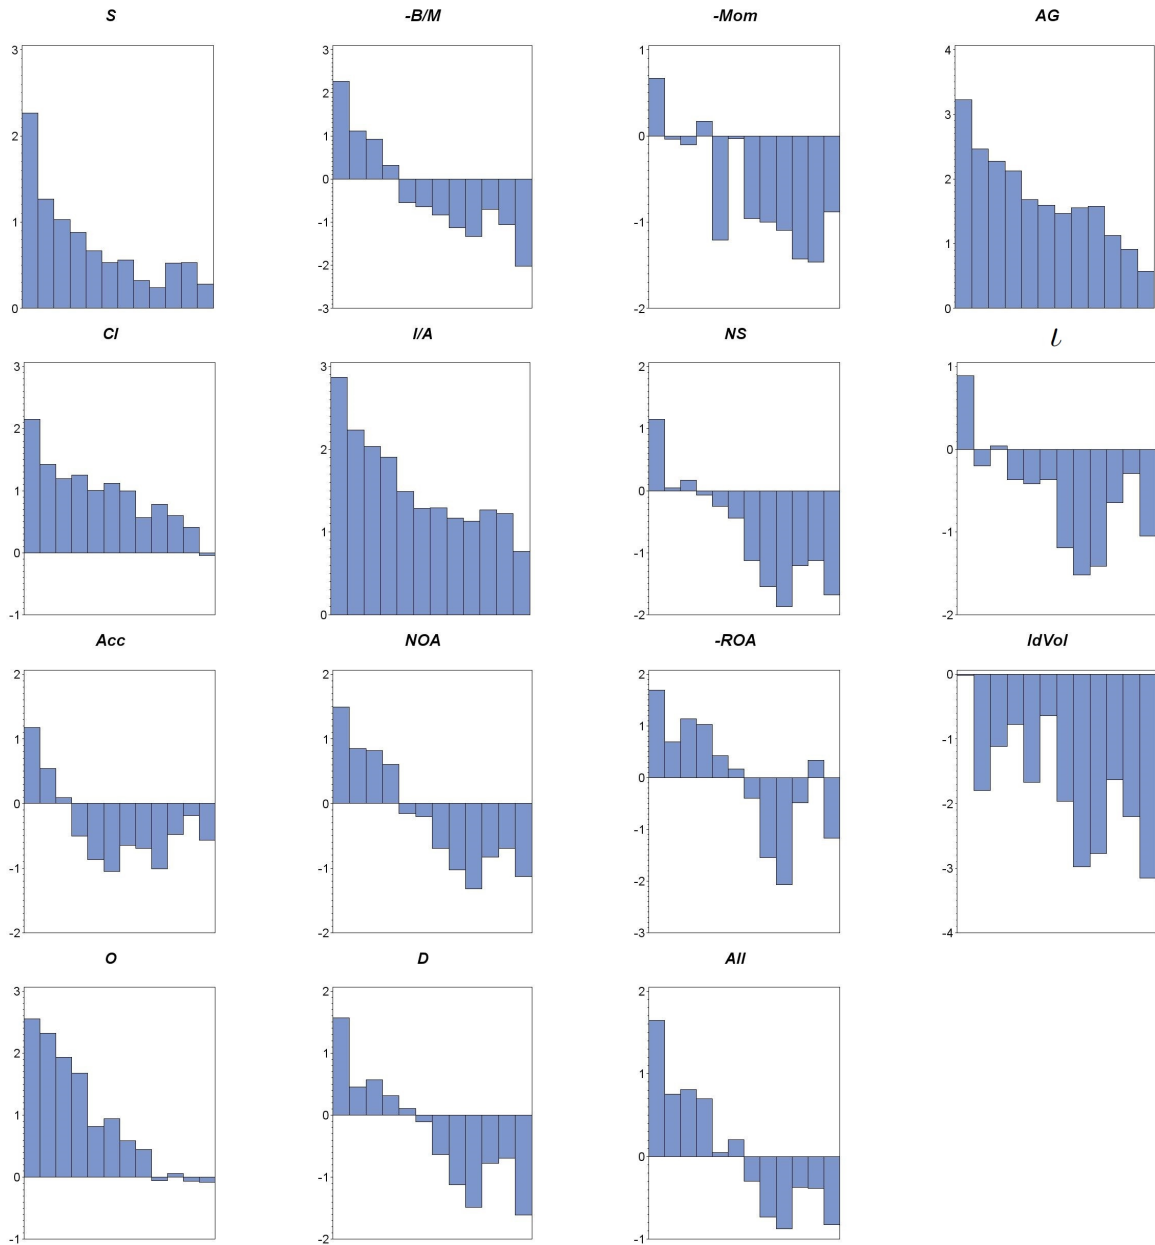 S -B/M -Mom AG
3 3 1 4
2 2 0 3
1 1 -1 2
0 0 -2 1
-1 0
-2
-3
CI I/A NS ι
3 3 2 1
2 2 1 0
1 1 0 -1
0 0 -1 -2
-1 -2
Acc NOA -ROA IdVol
2 2 2 0
1 1 1 -1
0 0 0 -2
-1 -1 -1 -3
-2 -2 -2 -4
-3
O D All
3 2 2
2 1 1
1 0 0
0 -1 -1
-1 -2